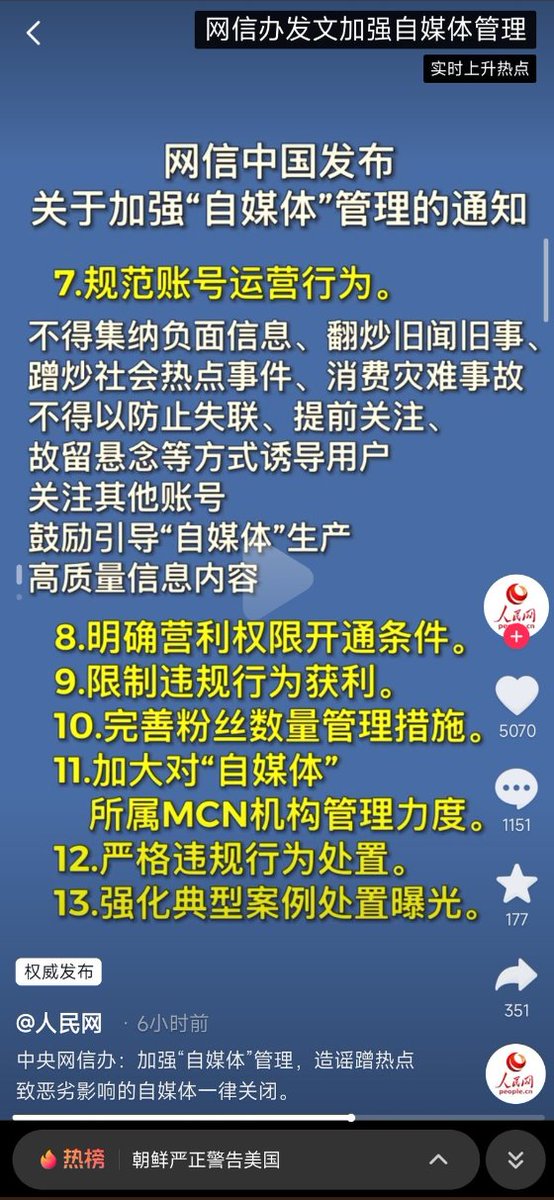 网信办发文加强自媒体管理
实时上升热点
网信中国发布
关于加强“自媒体”管理的通知
7.规范账号运营行为。
不得集纳负面信息、翻炒旧闻旧事、
蹭炒社会热点事件、消费灾难事故
不得以防止失联、提前关注、
故留悬念等方式诱导用户
关注其他账号
鼓励引导“自媒体”生产
高质量信息内容
8.明确营利权限开通条件。
9.限制违规行为获利。
10.完善粉丝数量管理措施。
11.加大对“自媒体”
所属MCN机构管理力度。
12.严格违规行为处置。
13.强化典型案例处置曝光。
人民网
people.cn
5070
1151
177
351
权威发布
@人民网 · 6小时前
中央网信办：加强“自媒体”管理，造谣蹭热点
致恶劣影响的自媒体一律关闭。
人民网
people.cn
热榜 朝鲜严正警告美国